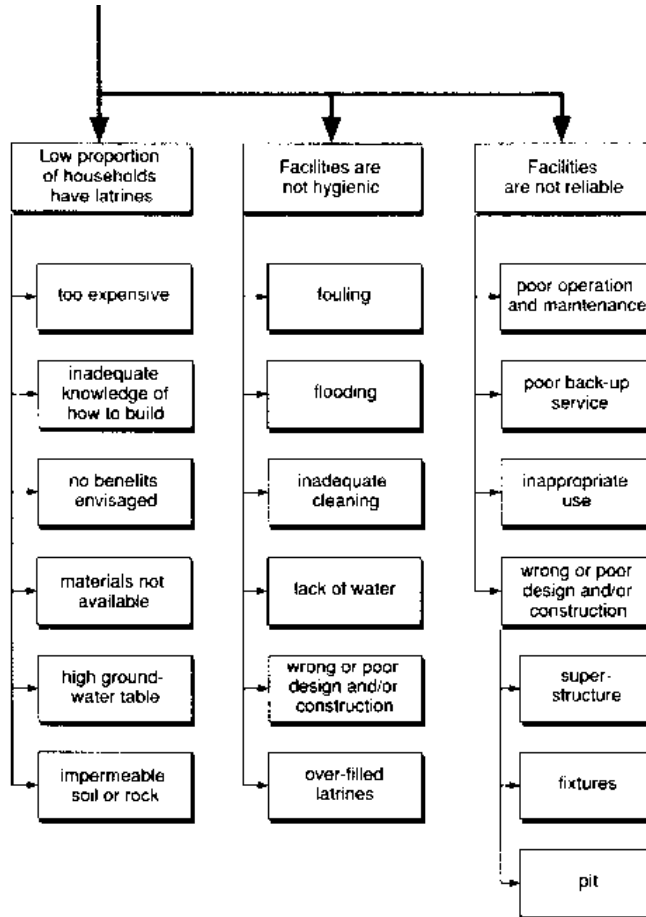 Low proportion
of households
have latrines
too expensive
inadequate
knowledge of
how to build
no benefits
envisaged
materials not
available
high ground-
water table
impermeable
soil or rock
Facilities are
not hygienic
fouling
flooding
inadequate
cleaning
lack of water
wrong or poor
design and/or
construction
over-filled
latrines
Facilities
are not reliable
poor operation
and maintenance
poor back-up
service
inappropriate
use
wrong or poor
design and/or
construction
super-
structure
fixtures
pit